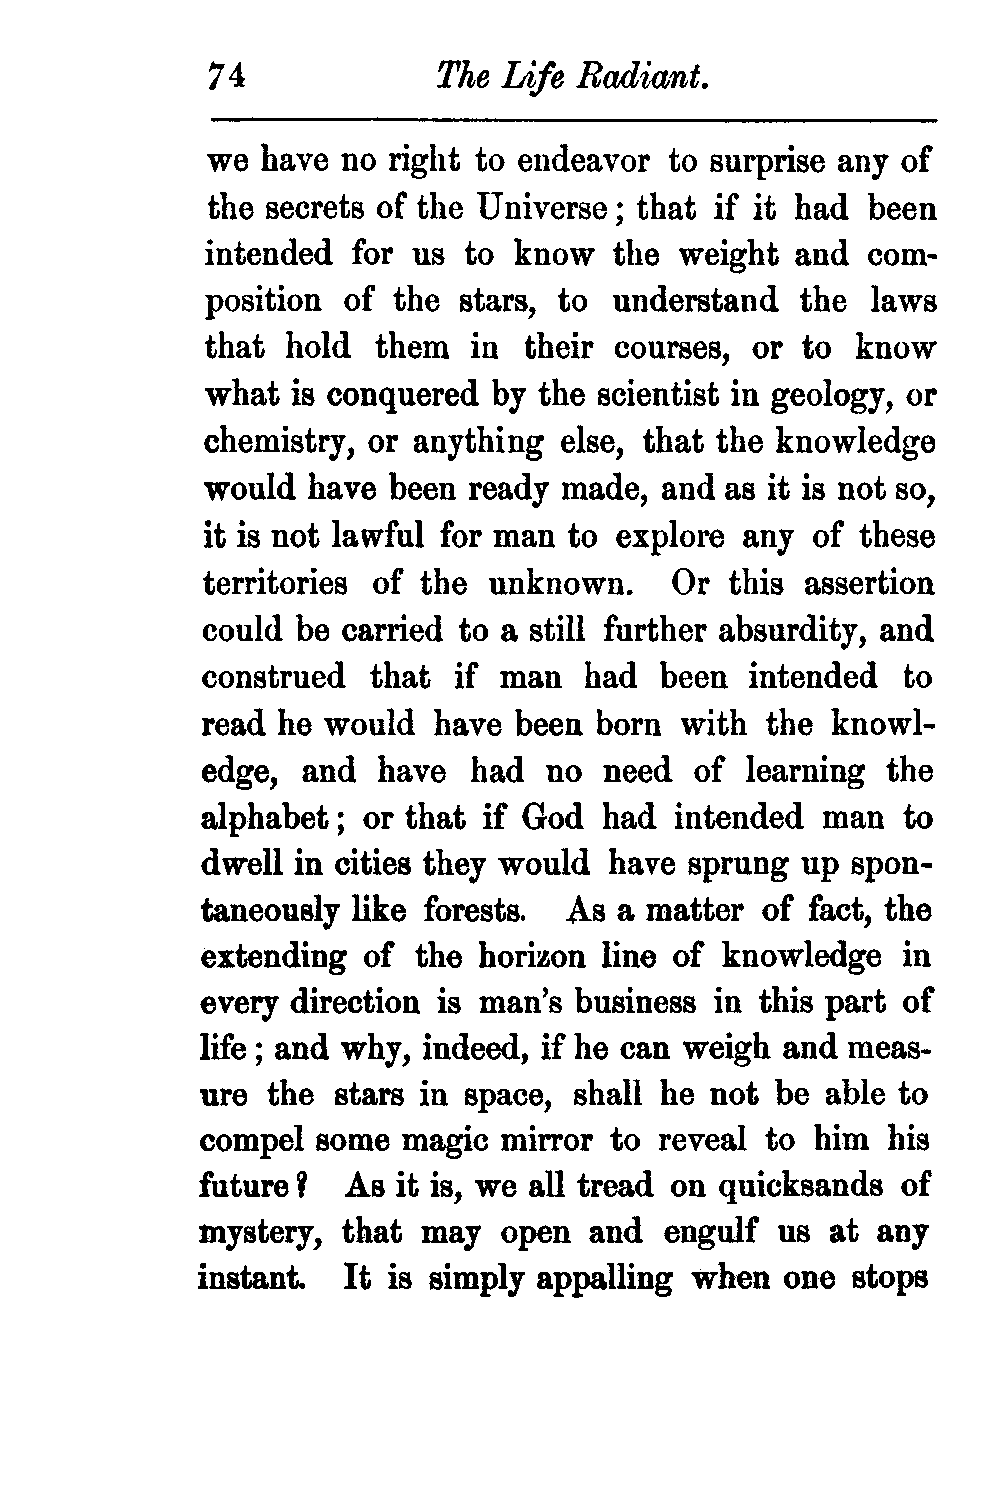 74 The Life Radiant.
we have no right to endeavor to surprise any of
the secrets of the Universe; that if it had been
intended for us to know the weight and com-
position of the stars, to understand the laws
that hold them in their courses, or to know
what is conquered by the scientist in geology, or
chemistry, or anything else, that the knowledge
would have been ready made, and as it is not so,
it is not lawful for man to explore any of these
territories of the unknown. Or this assertion
could be carried to a still further absurdity, and
construed that if man had been intended to
read he would have been born with the knowl-
edge, and have had no need of learning the
alphabet; or that if God had intended man to
dwell in cities they would have sprung up spon-
taneously like forests. As a matter of fact, the
extending of the horizon line of knowledge in
every direction is man's business in this part of
life; and why, indeed, if he can weigh and meas-
ure the stars in space, shall he not be able to
compel some magic mirror to reveal to him his
future? As it is, we all tread on quicksands of
mystery, that may open and engulf us at any
instant. It is simply appalling when one stops